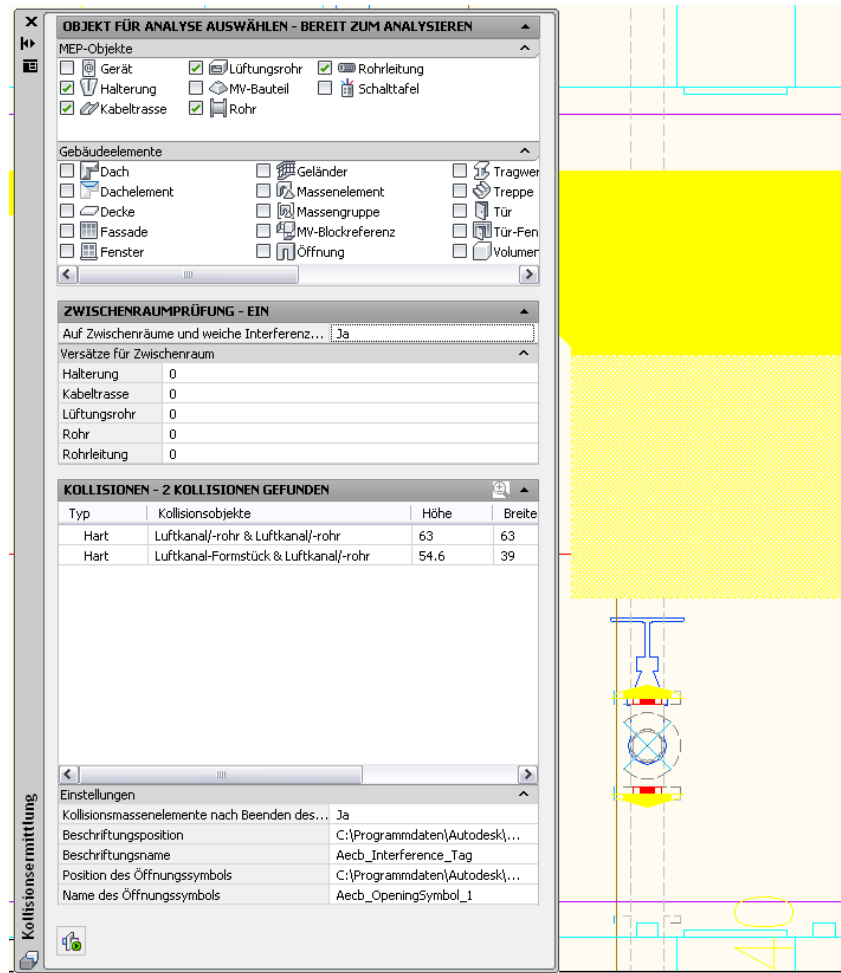 OBJEKT FÜR ANALYSE AUSWÄHLEN - BEREIT ZUM ANALYSIEREN
MEP-Objekte
Gerät Lüftungsrohr Rohrleitung
Halterung MV-Bauteil Schalttafel
Kabeltrasse Rohr
Gebäudeelemente
Dach Geländer Tragwer
Dachelement Massenelement Treppe
Decke Massengruppe Tür
Fassade MV-Blockreferenz Tür-Fen
Fenster Öffnung Volumen
ZWISCHENRAUMPRÜFUNG - EIN
Auf Zwischenräume und weiche Interferenz... Ja
Versätze für Zwischenraum
Halterung 0
Kabeltrasse 0
Lüftungsrohr 0
Rohr 0
Rohrleitung 0
KOLLISIONEN - 2 KOLLISIONEN GEFUNDEN
Typ Kollisionsobjekte Höhe Breite
Hart Luftkanal/-rohr & Luftkanal/-rohr 63 63
Hart Luftkanal-Formstück & Luftkanal/-rohr 54.6 39
Einstellungen
Kollisionsmassenelemente nach Beenden des... Ja
Beschriftungsposition C:\Programmdaten\Autodesk\...
Beschriftungsname Aecb_Interference_Tag
Position des Öffnungssymbols C:\Programmdaten\Autodesk\...
Name des Öffnungssymbols Aecb_OpeningSymbol_1
Kollisionsermittlung